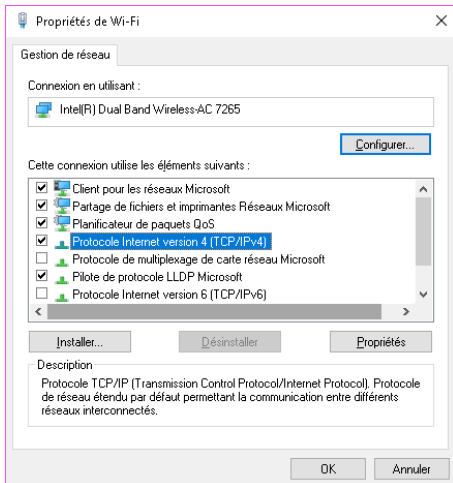 Propriétés de Wi-Fi
Gestion de réseau
Connexion en utilisant :
Intel(R) Dual Band Wireless-AC 7265
Configurer...
Cette connexion utilise les éléments suivants :
Client pour les réseaux Microsoft
Partage de fichiers et imprimantes Réseaux Microsoft
Planificateur de paquets QoS
Protocole Internet version 4 (TCP/IPv4)
Protocole de multiplexage de carte réseau Microsoft
Pilote de protocole LLDP Microsoft
Protocole Internet version 6 (TCP/IPv6)
Installer... Désinstaller Propriétés
Description
Protocole TCP/IP (Transmission Control Protocol/Internet Protocol). Protocole
de réseau étendu par défaut permettant la communication entre différents
réseaux interconnectés.
OK Annuler